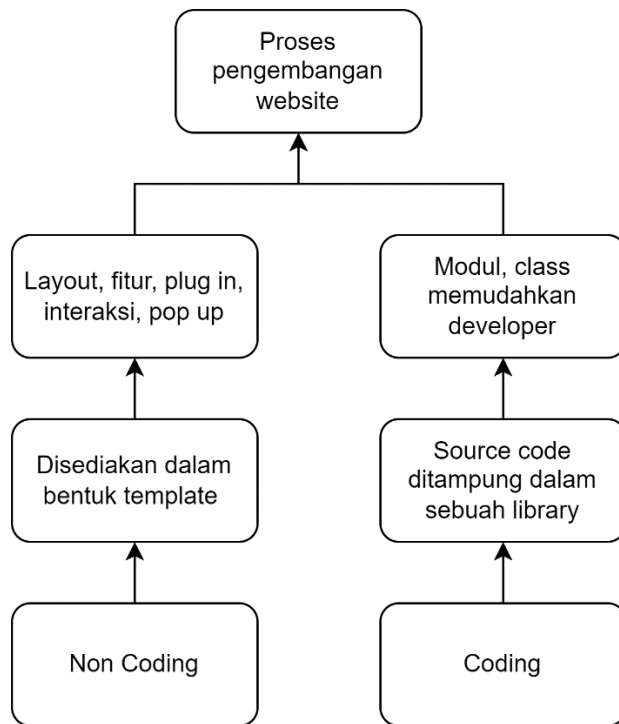 Proses
pengembangan
website
Layout, fitur, plug in,
interaksi, pop up
Modul, class
memudahkan
developer
Disediakan dalam
bentuk template
Source code
ditampung dalam
sebuah library
Non Coding
Coding